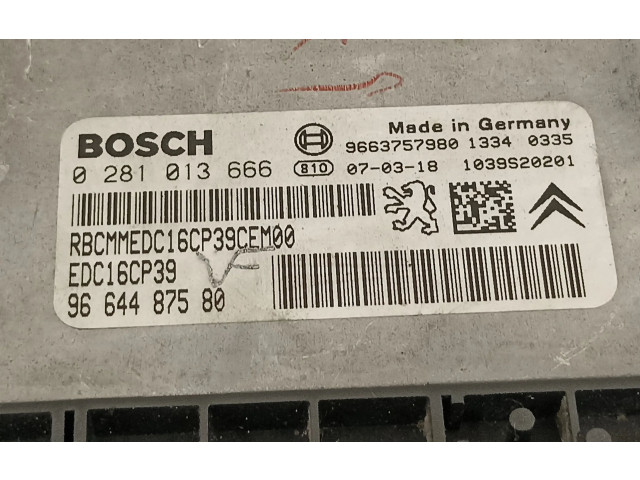 Made in Germany
BOSCH 9663757980 1334 0335
0 281 013 666 810 07-03-18 1039S20201
RBCMMEDC16CP39CEM00
EDC16CP39
96 644 875 80